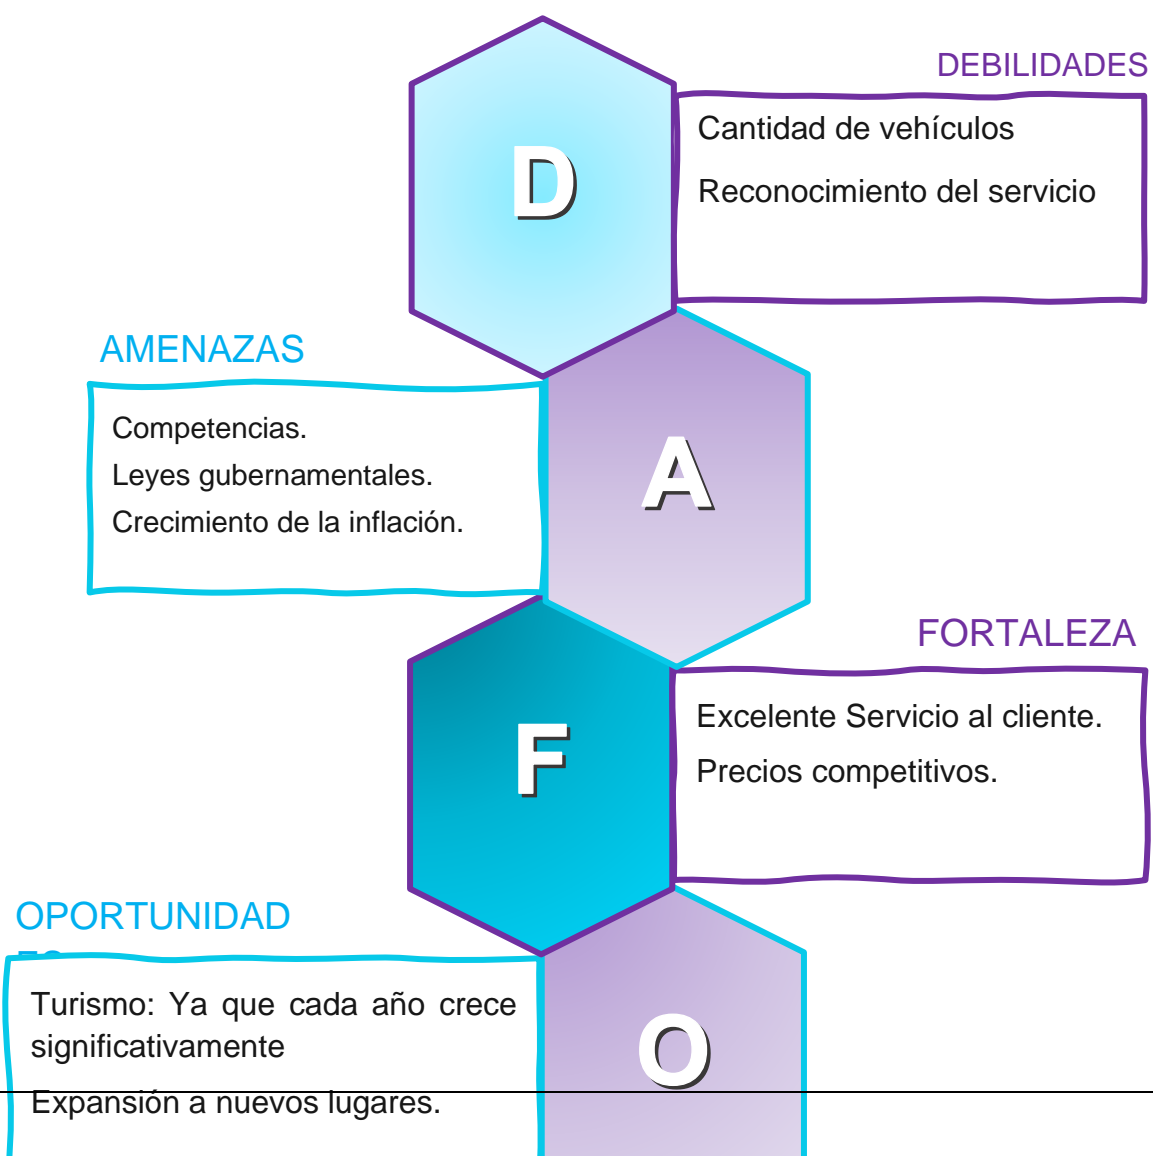 DEBILIDADES
D
Cantidad de vehículos
Reconocimiento del servicio
AMENAZAS
A
Competencias.
Leyes gubernamentales.
Crecimiento de la inflación.
FORTALEZA
F
Excelente Servicio al cliente.
Precios competitivos.
OPORTUNIDAD
ES
O
Turismo: Ya que cada año crece
significativamente
Expansión a nuevos lugares.